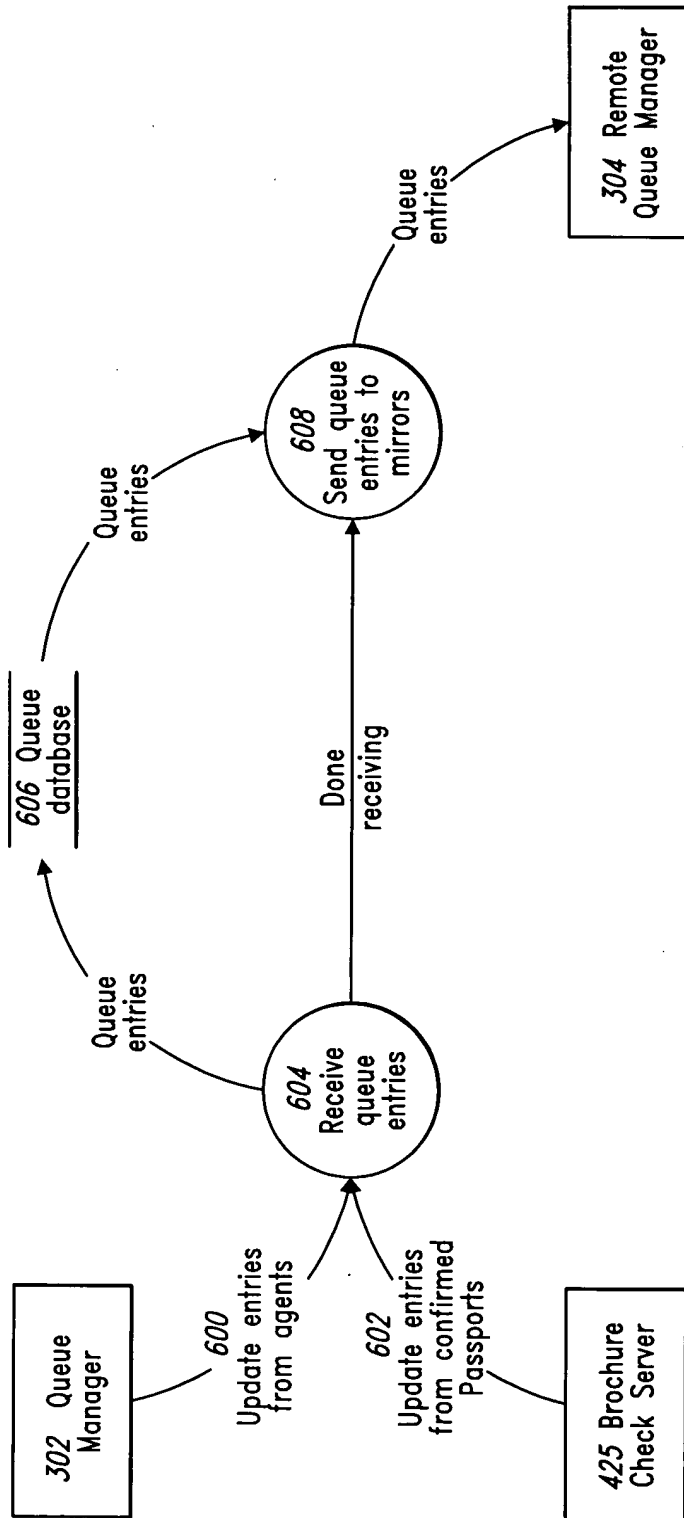 302 Queue
Manager
600
Update entries
from agents
425 Brochure
Check Server
602
Update entries
from confirmed
Passports
604
Receive
queue
entries
Queue
entries
606 Queue
database
Done
receiving
Queue
entries
608
Send queue
entries to
mirrors
Queue
entries
304 Remote
Queue Manager